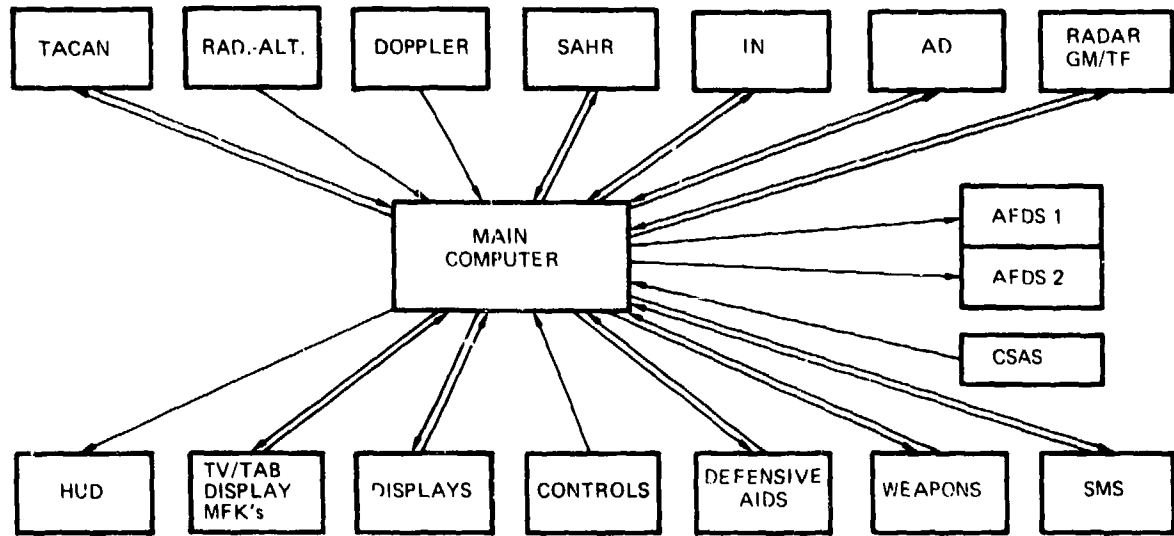 TACAN
RAD.-ALT.
DOPPLER
SAHR
IN
AD
RADAR
GM/TF
MAIN
COMPUTER
AFDS 1
AFDS 2
CSAS
HUD
TV/TAB
DISPLAY
MFK's
DISPLAYS
CONTROLS
DEFENSIVE
AIDS
WEAPONS
SMS